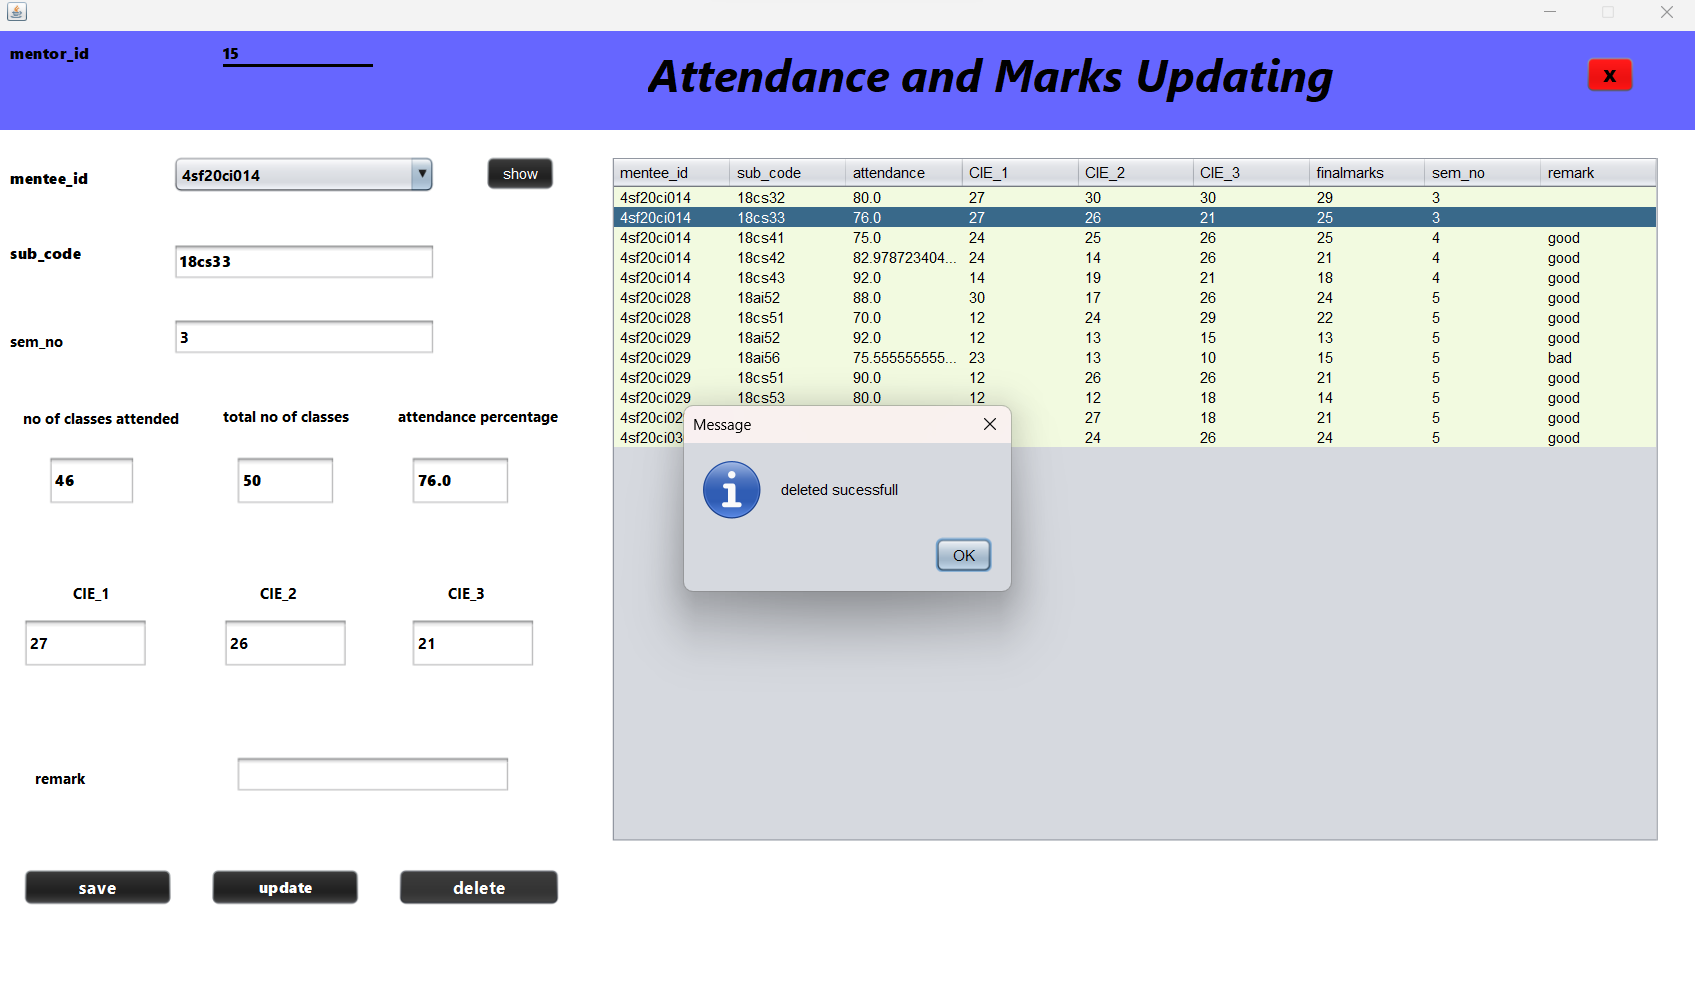 mentor_id 15
Attendance and Marks Updating
x
mentee_id 4sf20ci014 show
sub_code 18cs33
sem_no 3
no of classes attended total no of classes attendance percentage
46 50 76.0
CIE_1 CIE_2 CIE_3
27 26 21
remark
save update delete
mentee_id sub_code attendance CIE_1 CIE_2 CIE_3 finalmarks sem_no remark
4sf20ci014 18cs32 80.0 27 30 30 29 3
4sf20ci014 18cs33 76.0 27 26 21 25 3
4sf20ci014 18cs41 75.0 24 25 26 25 4 good
4sf20ci014 18cs42 82.978723404... 24 14 26 21 4 good
4sf20ci014 18cs43 92.0 14 19 21 18 4 good
4sf20ci028 18ai52 88.0 30 17 26 24 5 good
4sf20ci028 18cs51 70.0 12 24 29 22 5 good
4sf20ci029 18ai52 92.0 12 13 15 13 5 good
4sf20ci029 18ai56 75.555555555... 23 13 10 15 5 bad
4sf20ci029 18cs51 90.0 12 26 26 21 5 good
4sf20ci029 18cs53 80.0 12 12 18 14 5 good
4sf20ci02 27 18 21 5 good
4sf20ci03 24 26 24 5 good
Message
deleted sucessfull
OK